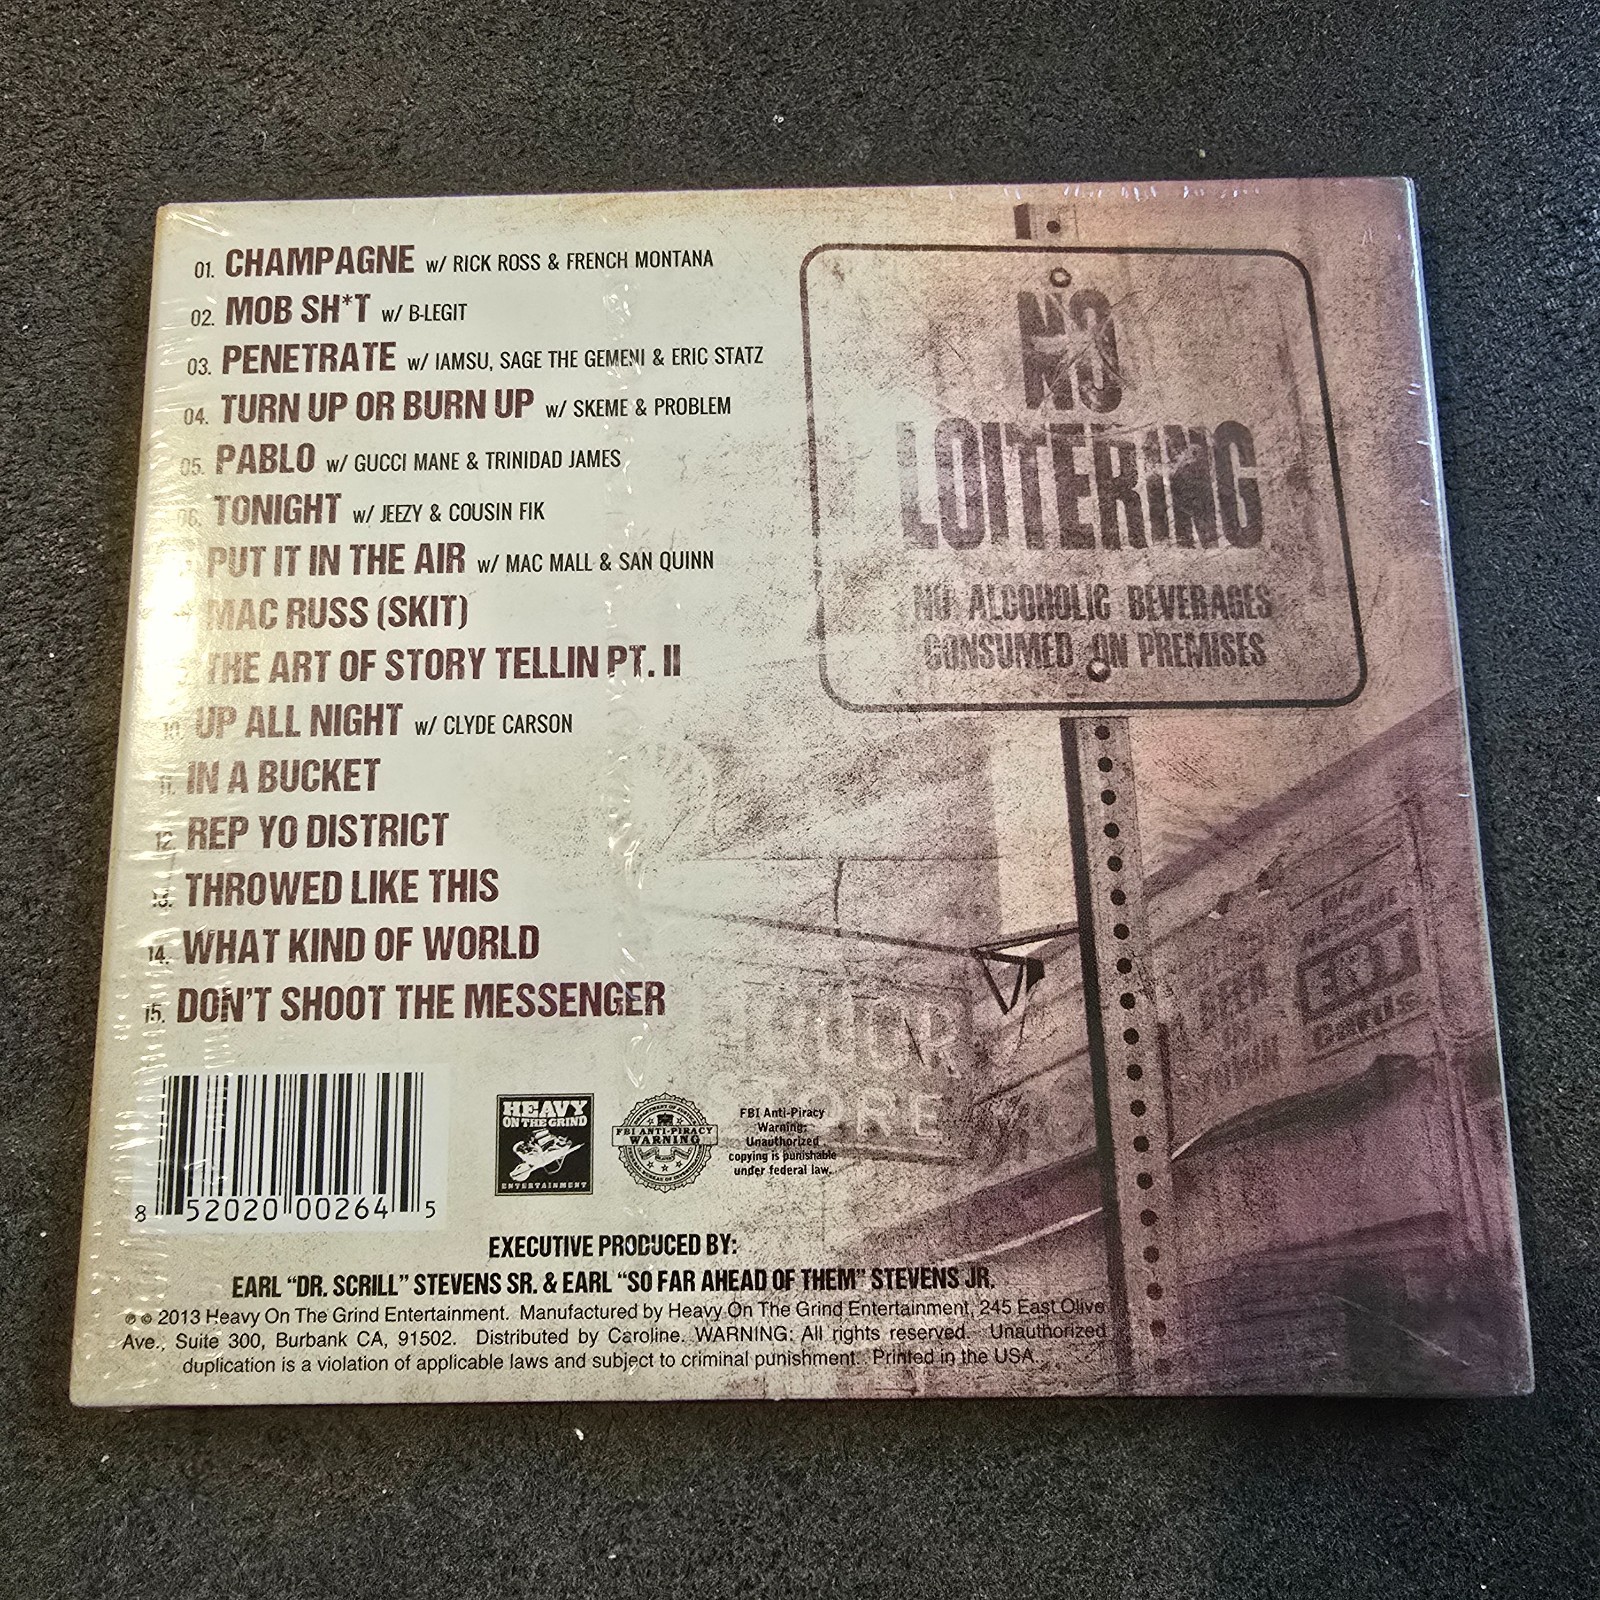 01. CHAMPAGNE w/ RICK ROSS & FRENCH MONTANA
02. MOB SH*T w/ B-LEGIT
03. PENETRATE w/ IAMSU, SAGE THE GEMENI & ERIC STATZ
04. TURN UP OR BURN UP w/ SKEME & PROBLEM
05. PABLO w/ GUCCI MANE & TRINIDAD JAMES
06. TONIGHT w/ JEEZY & COUSIN FIK
PUT IT IN THE AIR w/ MAC MALL & SAN QUINN
MAC RUSS (SKIT)
THE ART OF STORY TELLIN PT. II
10. UP ALL NIGHT w/ CLYDE CARSON
11. IN A BUCKET
12. REP YO DISTRICT
13. THROWED LIKE THIS
14. WHAT KIND OF WORLD
15. DON'T SHOOT THE MESSENGER
NO
LOITERING
NO ALCOHOLIC BEVERAGES
CONSUMED ON PREMISES
BEER
EBT
Cards
STORE
8 52020 00264 5
HEAVY
ON THE GRIND
ENTERTAINMENT
FBI ANTI-PIRACY
WARNING
FBI Anti-Piracy
Warning:
Unauthorized
copying is punishable
under federal law.
EXECUTIVE PRODUCED BY:
EARL "DR. SCRILL" STEVENS SR. & EARL "SO FAR AHEAD OF THEM" STEVENS JR.
℗ © 2013 Heavy On The Grind Entertainment. Manufactured by Heavy On The Grind Entertainment, 245 East Olive
Ave., Suite 300, Burbank CA, 91502. Distributed by Caroline. WARNING: All rights reserved. Unauthorized
duplication is a violation of applicable laws and subject to criminal punishment. Printed in the USA.